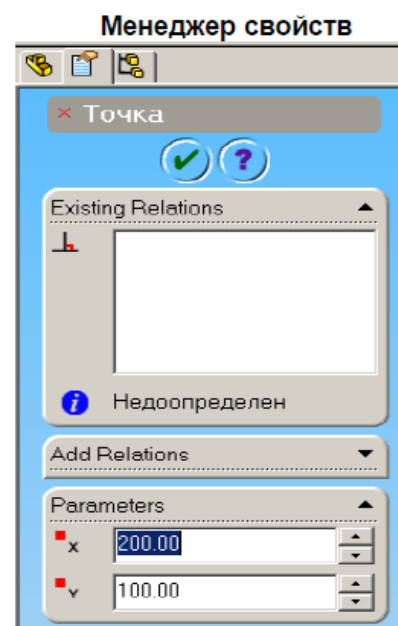 Менеджер свойств
Точка
?
Existing Relations
Недоопределен
Add Relations
Parameters
X 200.00
Y 100.00